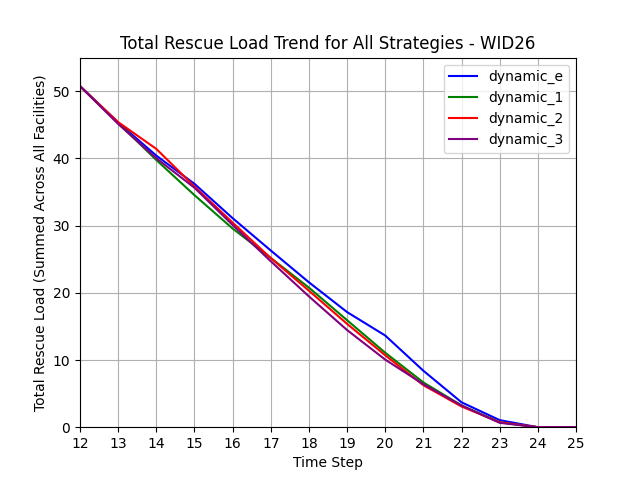 Total Rescue Load Trend for All Strategies - WID26
dynamic_e
dynamic_1
dynamic_2
dynamic_3
Total Rescue Load (Summed Across All Facilities)
50
40
30
20
10
0
12 13 14 15 16 17 18 19 20 21 22 23 24 25
Time Step